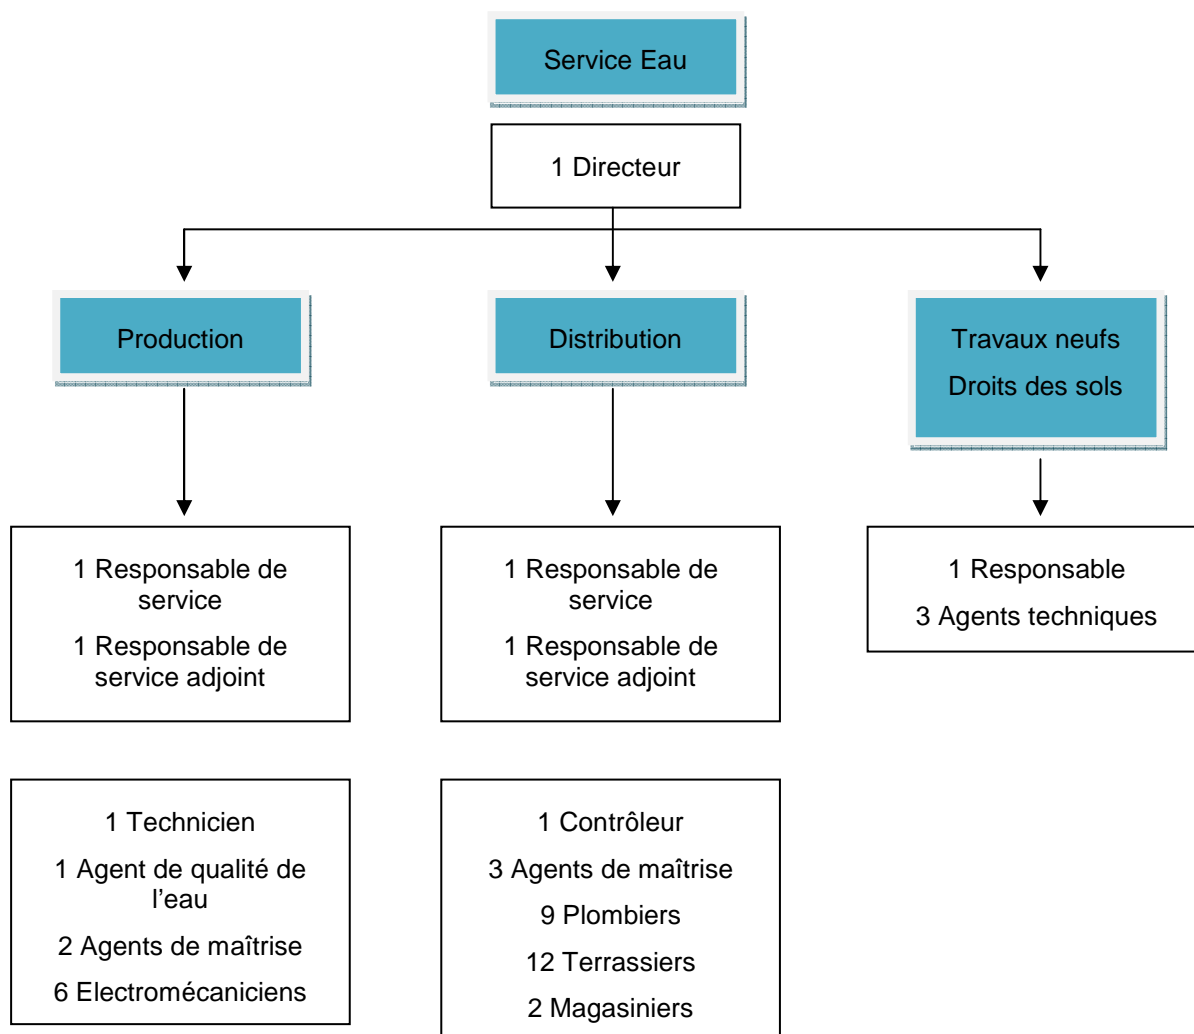 Service Eau
1 Directeur
Production
Distribution
Travaux neufs
Droits des sols
1 Responsable de
service
1 Responsable de
service adjoint
1 Responsable de
service
1 Responsable de
service adjoint
1 Responsable
3 Agents techniques
1 Technicien
1 Agent de qualité de
l’eau
2 Agents de maîtrise
6 Electromécaniciens
1 Contrôleur
3 Agents de maîtrise
9 Plombiers
12 Terrassiers
2 Magasiniers